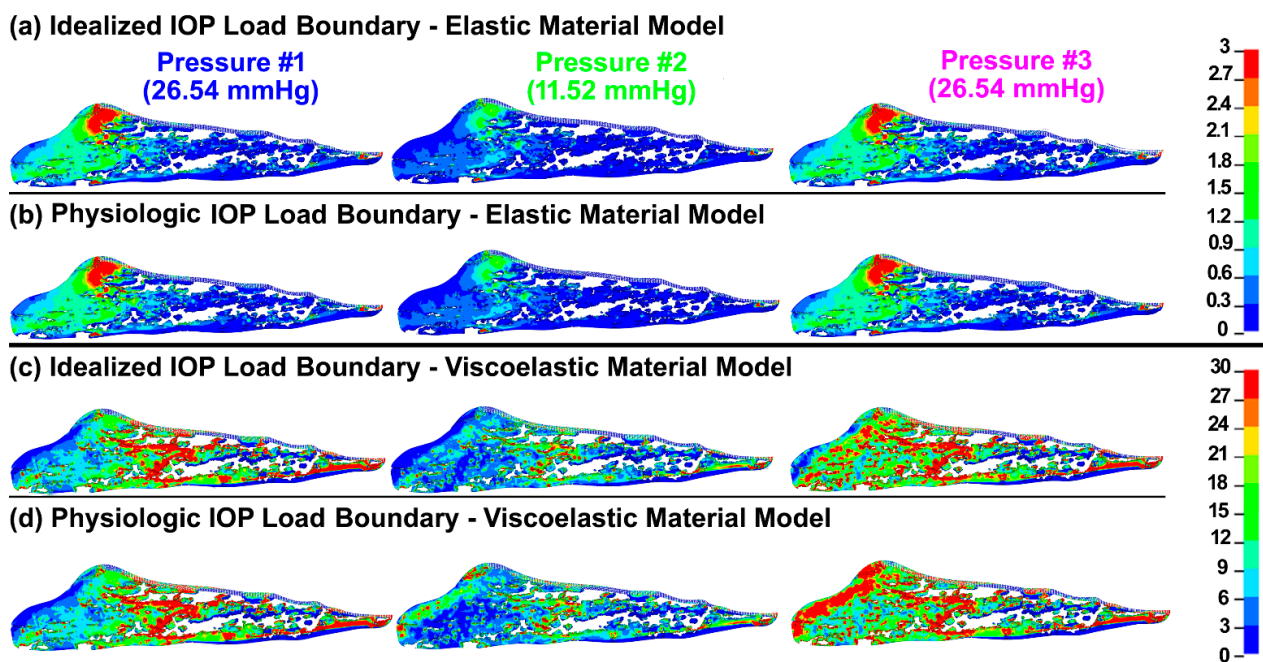 (a) Idealized IOP Load Boundary - Elastic Material Model
Pressure #1
(26.54 mmHg)
Pressure #2
(11.52 mmHg)
Pressure #3
(26.54 mmHg)
3
2.7
2.4
2.1
1.8
1.5
1.2
0.9
0.6
0.3
0
(b) Physiologic IOP Load Boundary - Elastic Material Model
(c) Idealized IOP Load Boundary - Viscoelastic Material Model
30
27
24
21
18
15
12
9
6
3
0
(d) Physiologic IOP Load Boundary - Viscoelastic Material Model